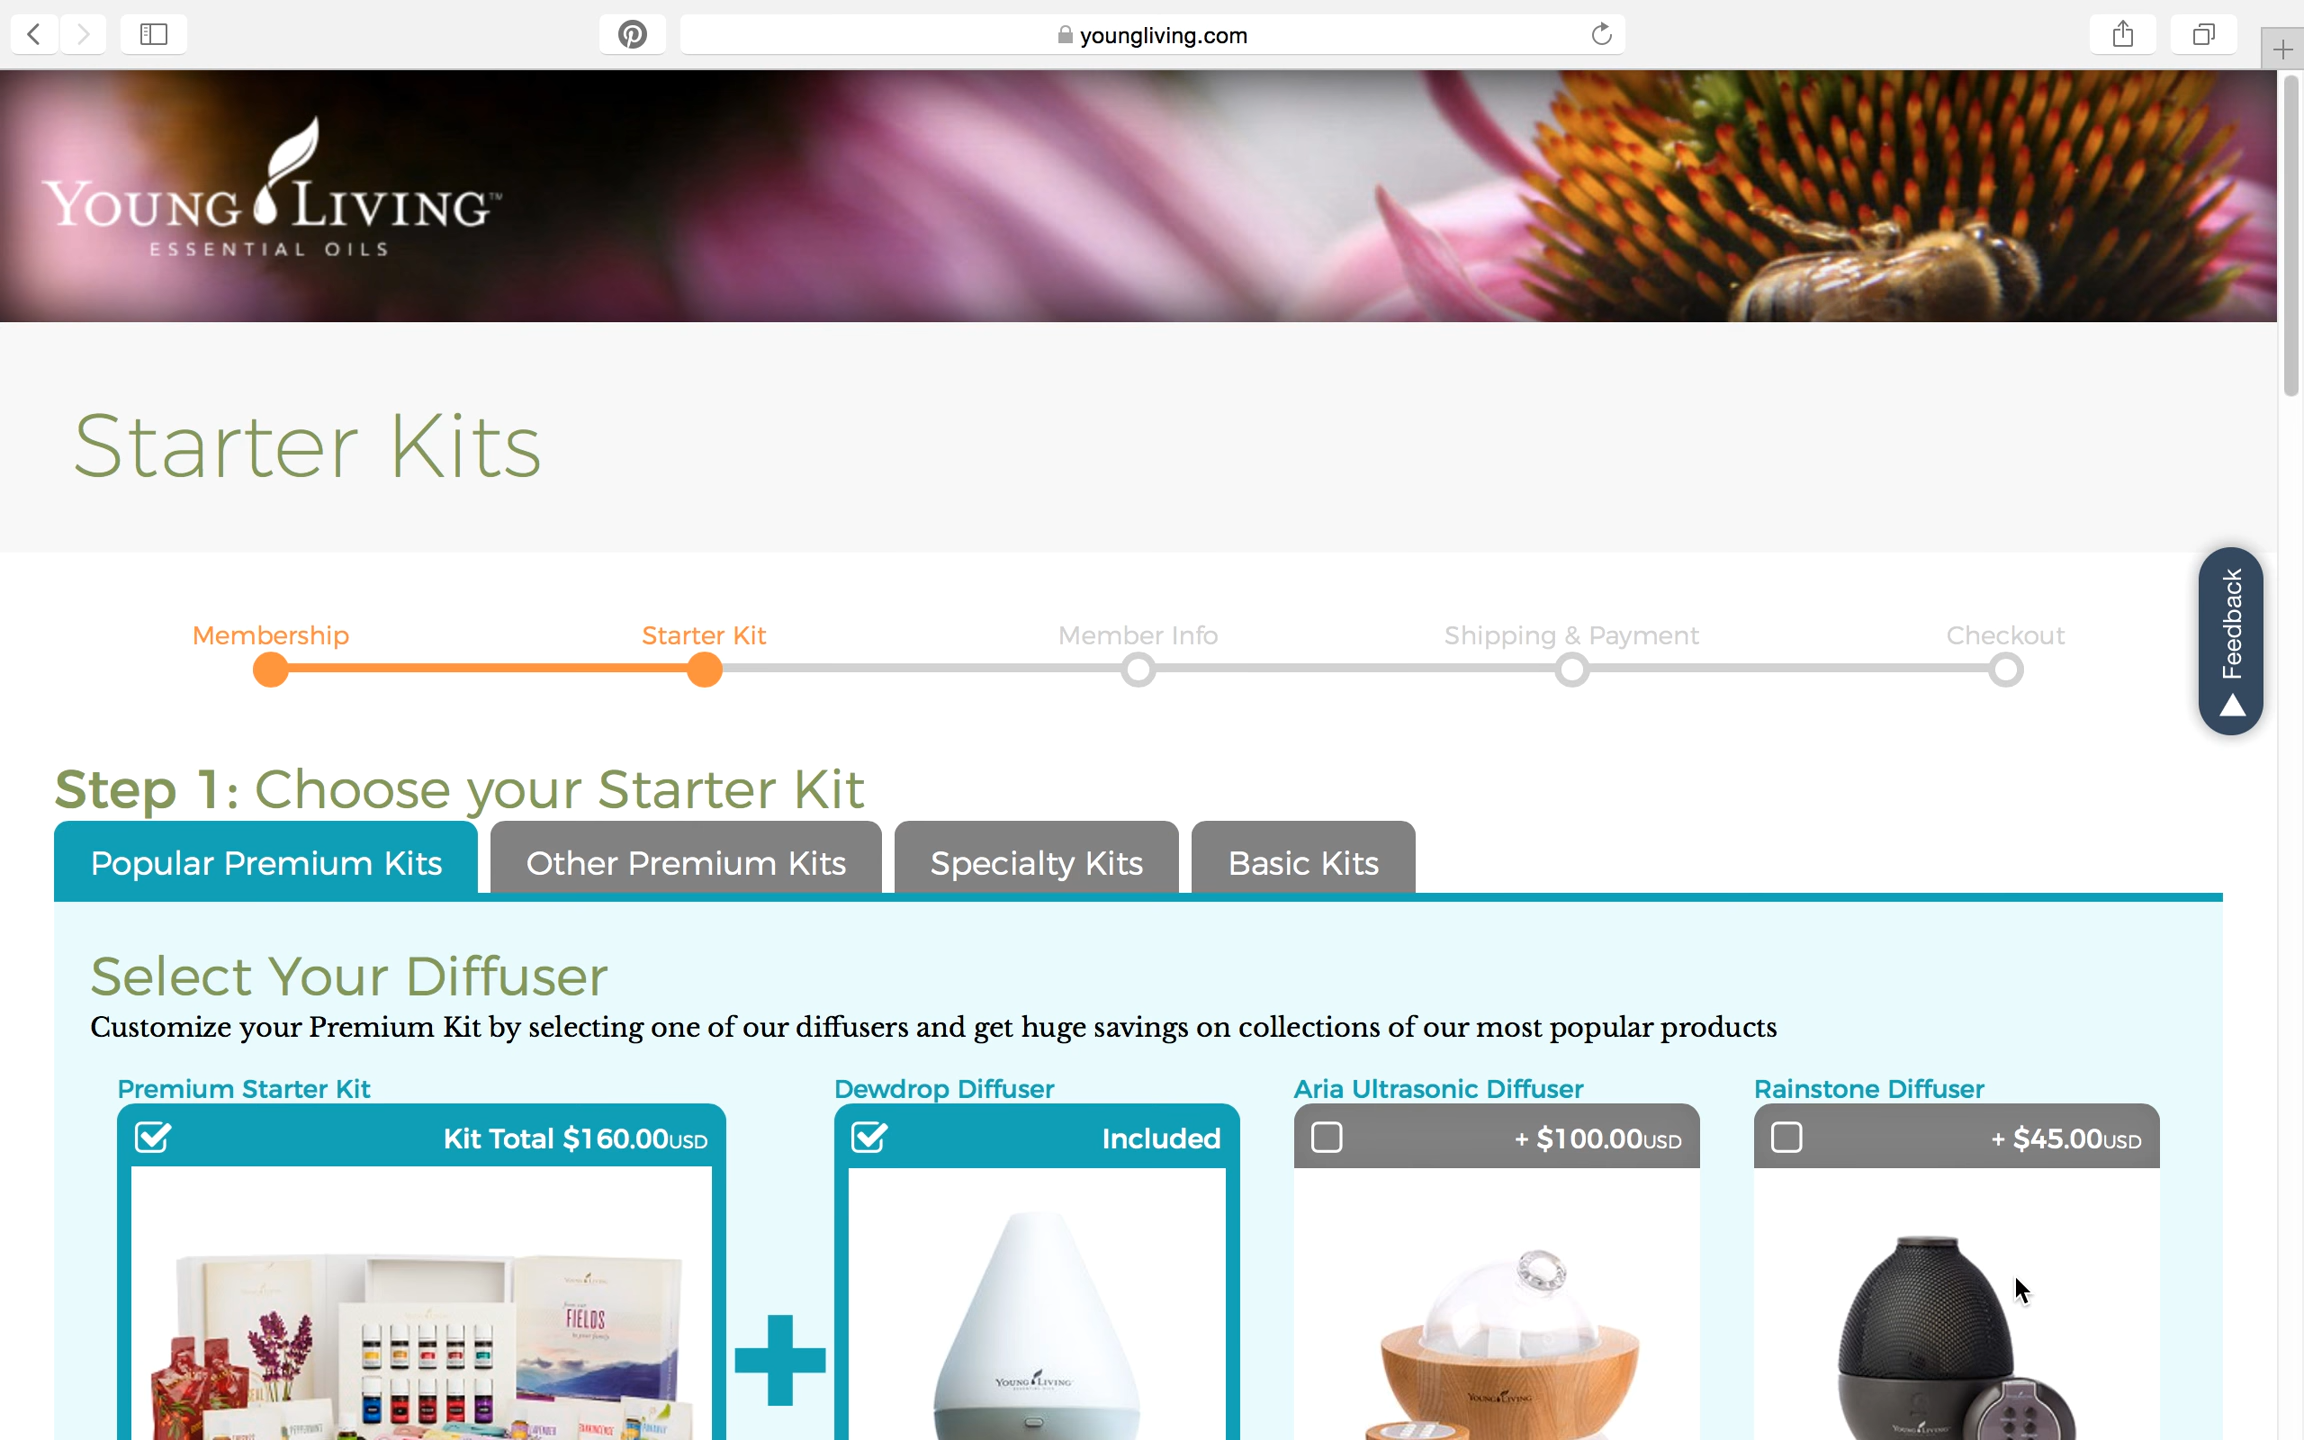 youngliving.com
YOUNG LIVING™
ESSENTIAL OILS
Starter Kits
Membership
Starter Kit
Member Info
Shipping & Payment
Checkout
Feedback
Step 1: Choose your Starter Kit
Popular Premium Kits
Other Premium Kits
Specialty Kits
Basic Kits
Select Your Diffuser
Customize your Premium Kit by selecting one of our diffusers and get huge savings on collections of our most popular products
Premium Starter Kit
Kit Total $160.00USD
Dewdrop Diffuser
Included
Aria Ultrasonic Diffuser
+ $100.00USD
Rainstone Diffuser
+ $45.00USD
FIELDS
YOUNG LIVING
ESSENTIAL OILS
YOUNG LIVING
YOUNG LIVING